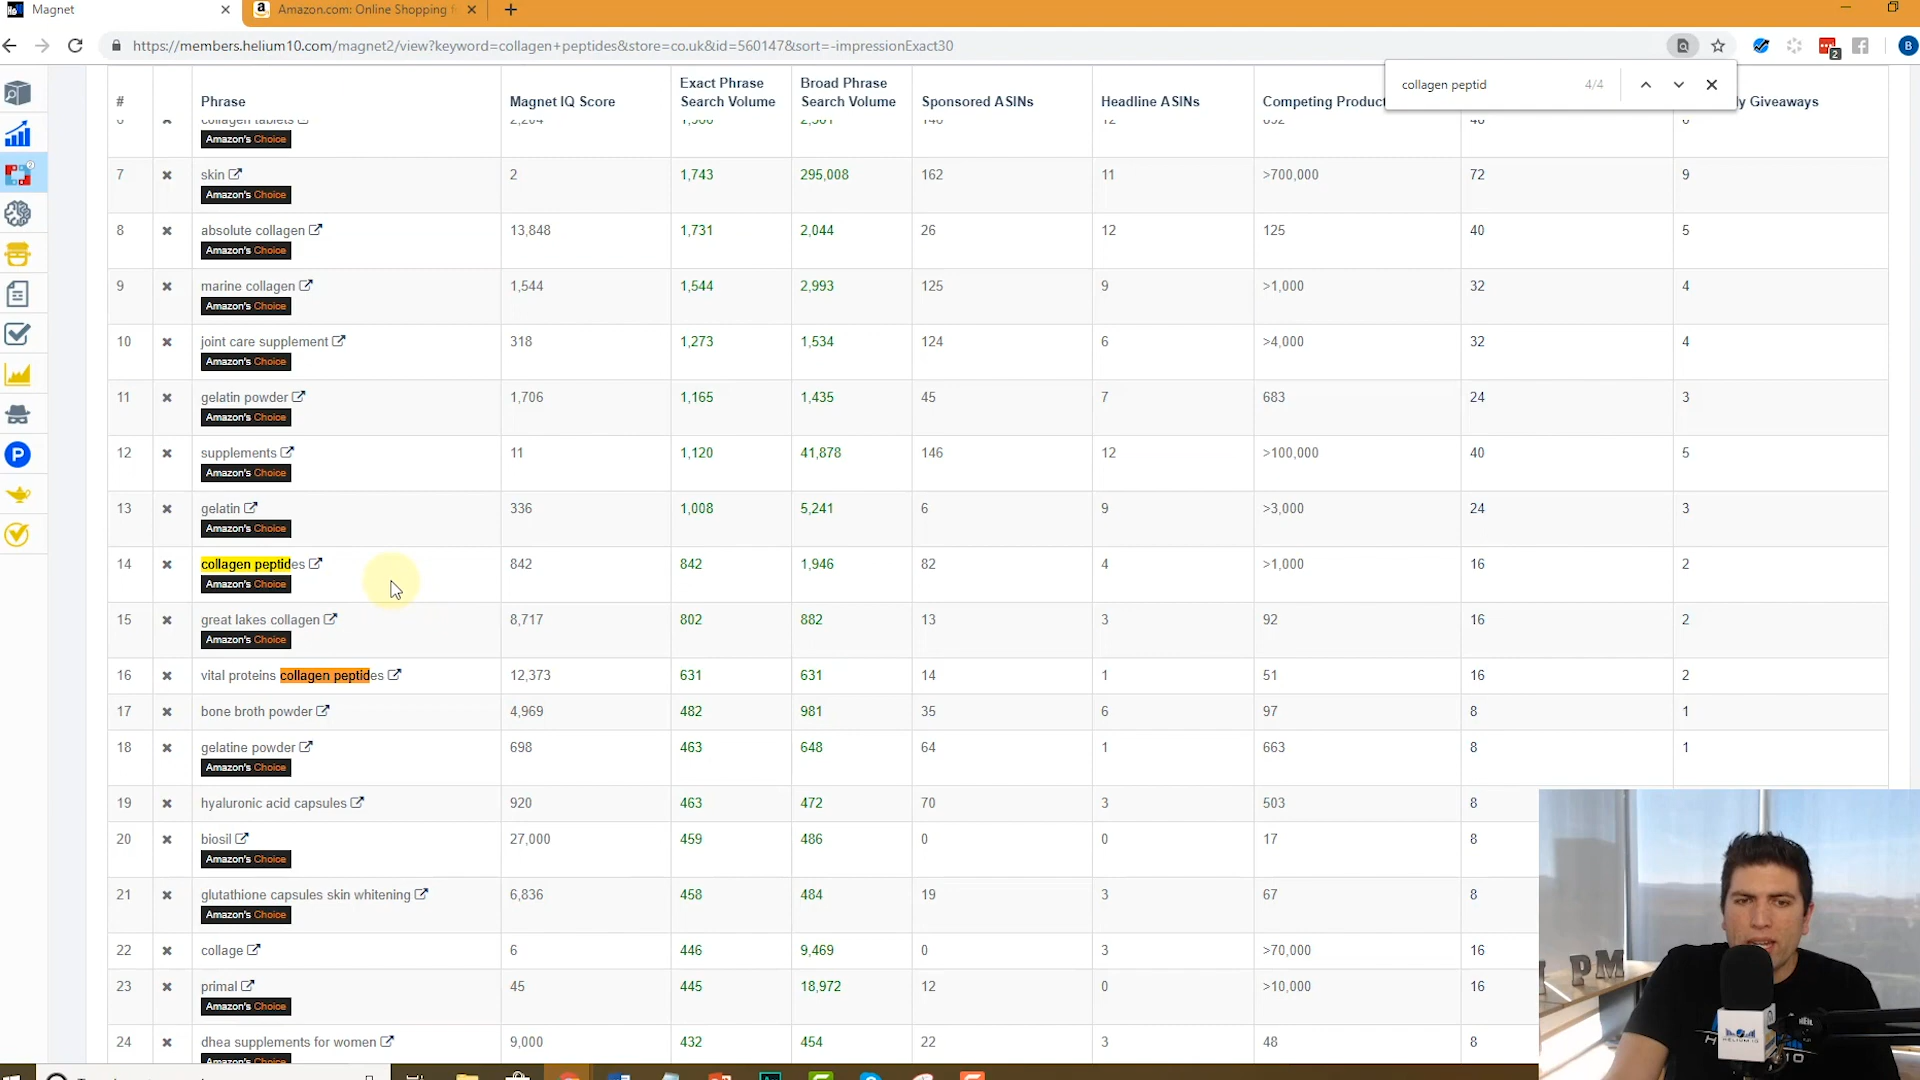 Magnet
Amazon.com: Online Shopping f
https://members.helium10.com/magnet2/view?keyword=collagen+peptides&store=co.uk&id=560147&sort=-impressionExact30
2
B
collagen peptid 4/4
# Phrase Magnet IQ Score Exact Phrase Search Volume Broad Phrase Search Volume Sponsored ASINs Headline ASINs Competing Product y Giveaways
collagen tablets
Amazon's Choice
7 skin 2 1,743 295,008 162 11 >700,000 72 9
Amazon's Choice
8 absolute collagen 13,848 1,731 2,044 26 12 125 40 5
Amazon's Choice
9 marine collagen 1,544 1,544 2,993 125 9 >1,000 32 4
Amazon's Choice
10 joint care supplement 318 1,273 1,534 124 6 >4,000 32 4
Amazon's Choice
11 gelatin powder 1,706 1,165 1,435 45 7 683 24 3
Amazon's Choice
12 supplements 11 1,120 41,878 146 12 >100,000 40 5
Amazon's Choice
13 gelatin 336 1,008 5,241 6 9 >3,000 24 3
Amazon's Choice
14 collagen peptides 842 842 1,946 82 4 >1,000 16 2
Amazon's Choice
15 great lakes collagen 8,717 802 882 13 3 92 16 2
Amazon's Choice
16 vital proteins collagen peptides 12,373 631 631 14 1 51 16 2
17 bone broth powder 4,969 482 981 35 6 97 8 1
18 gelatine powder 698 463 648 64 1 663 8 1
Amazon's Choice
19 hyaluronic acid capsules 920 463 472 70 3 503 8
20 biosil 27,000 459 486 0 0 17 8
Amazon's Choice
21 glutathione capsules skin whitening 6,836 458 484 19 3 67 8
Amazon's Choice
22 collage 6 446 9,469 0 3 >70,000 16
23 primal 45 445 18,972 12 0 >10,000 16
Amazon's Choice
24 dhea supplements for women 9,000 432 454 22 3 48 8
Amazon's Choice
P
PM
HELIUM 10